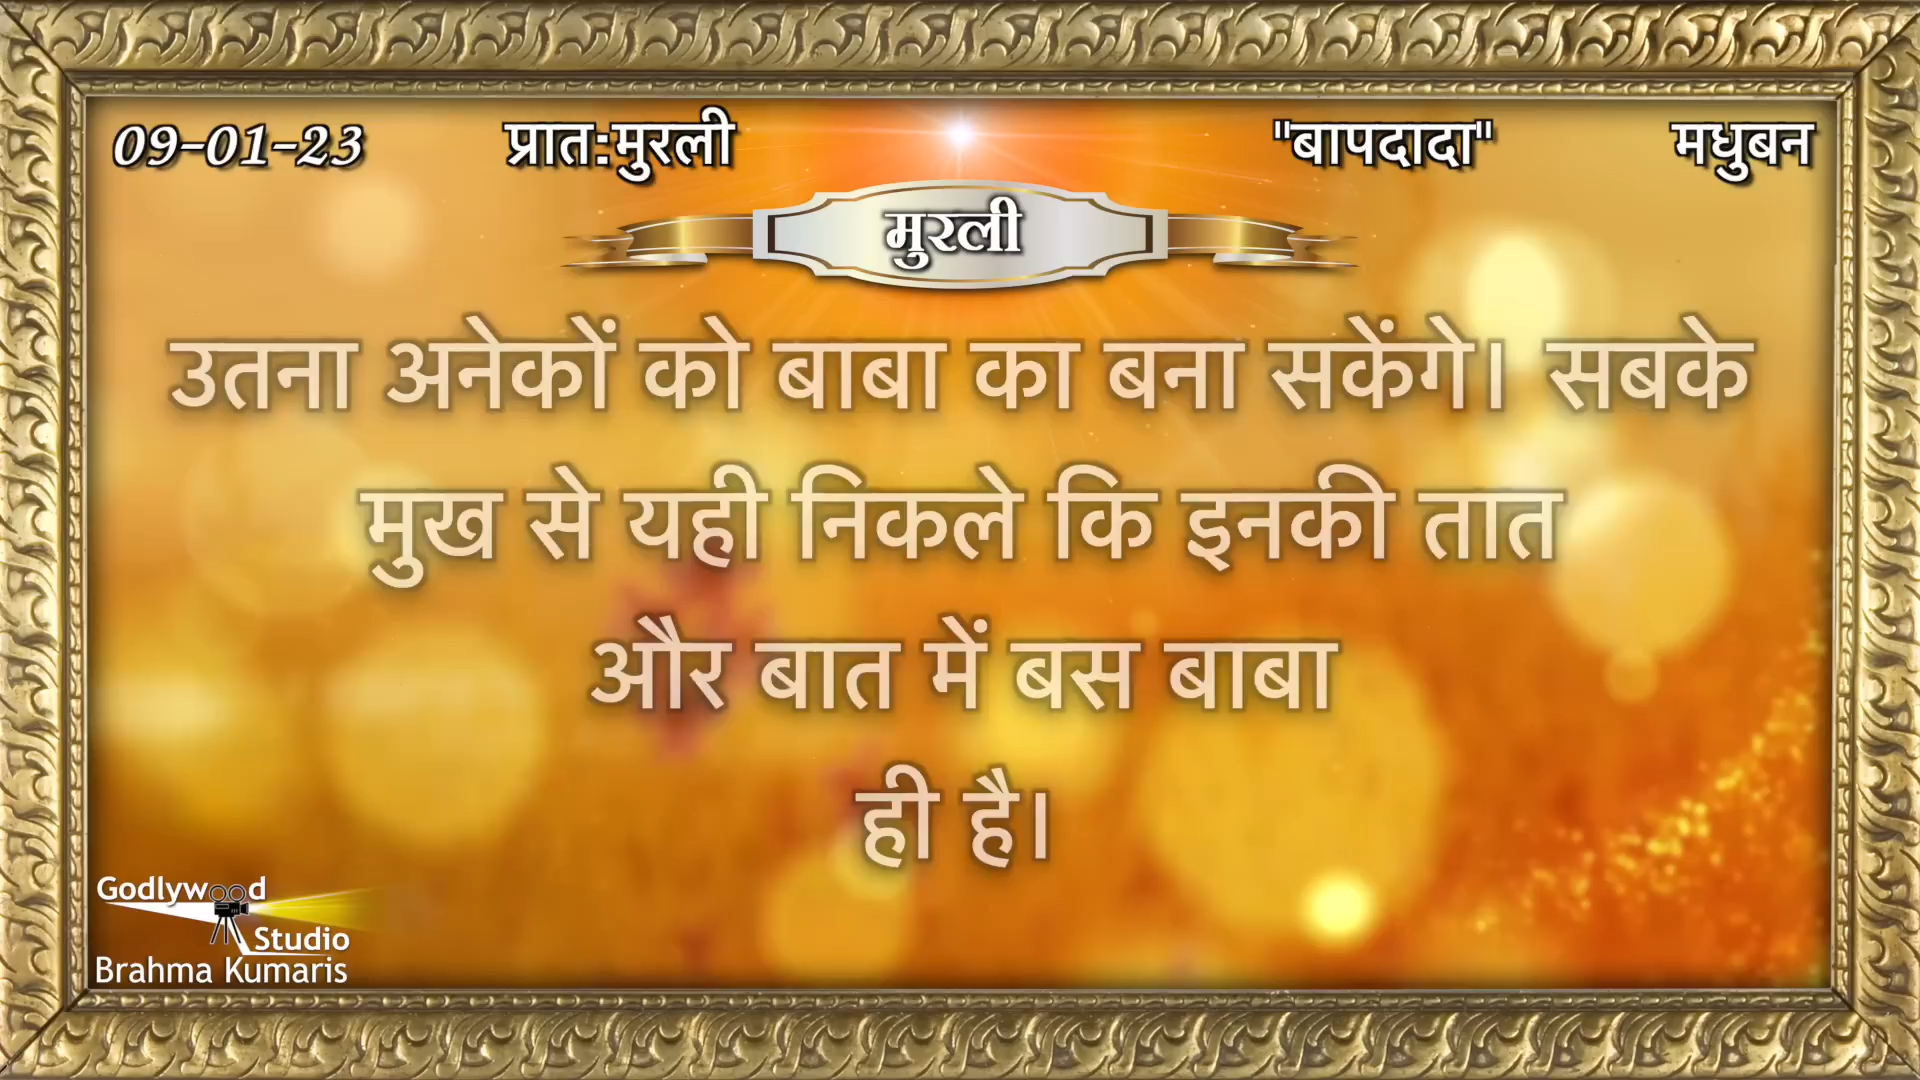 09-01-23 प्रात:मुरली "बापदादा" मधुबन
मुरली
उतना अनेकों को बाबा का बना सकेंगे। सबके
मुख से यही निकले कि इनकी तात
और बात में बस बाबा
ही है।
Godlywood
Studio
Brahma Kumaris